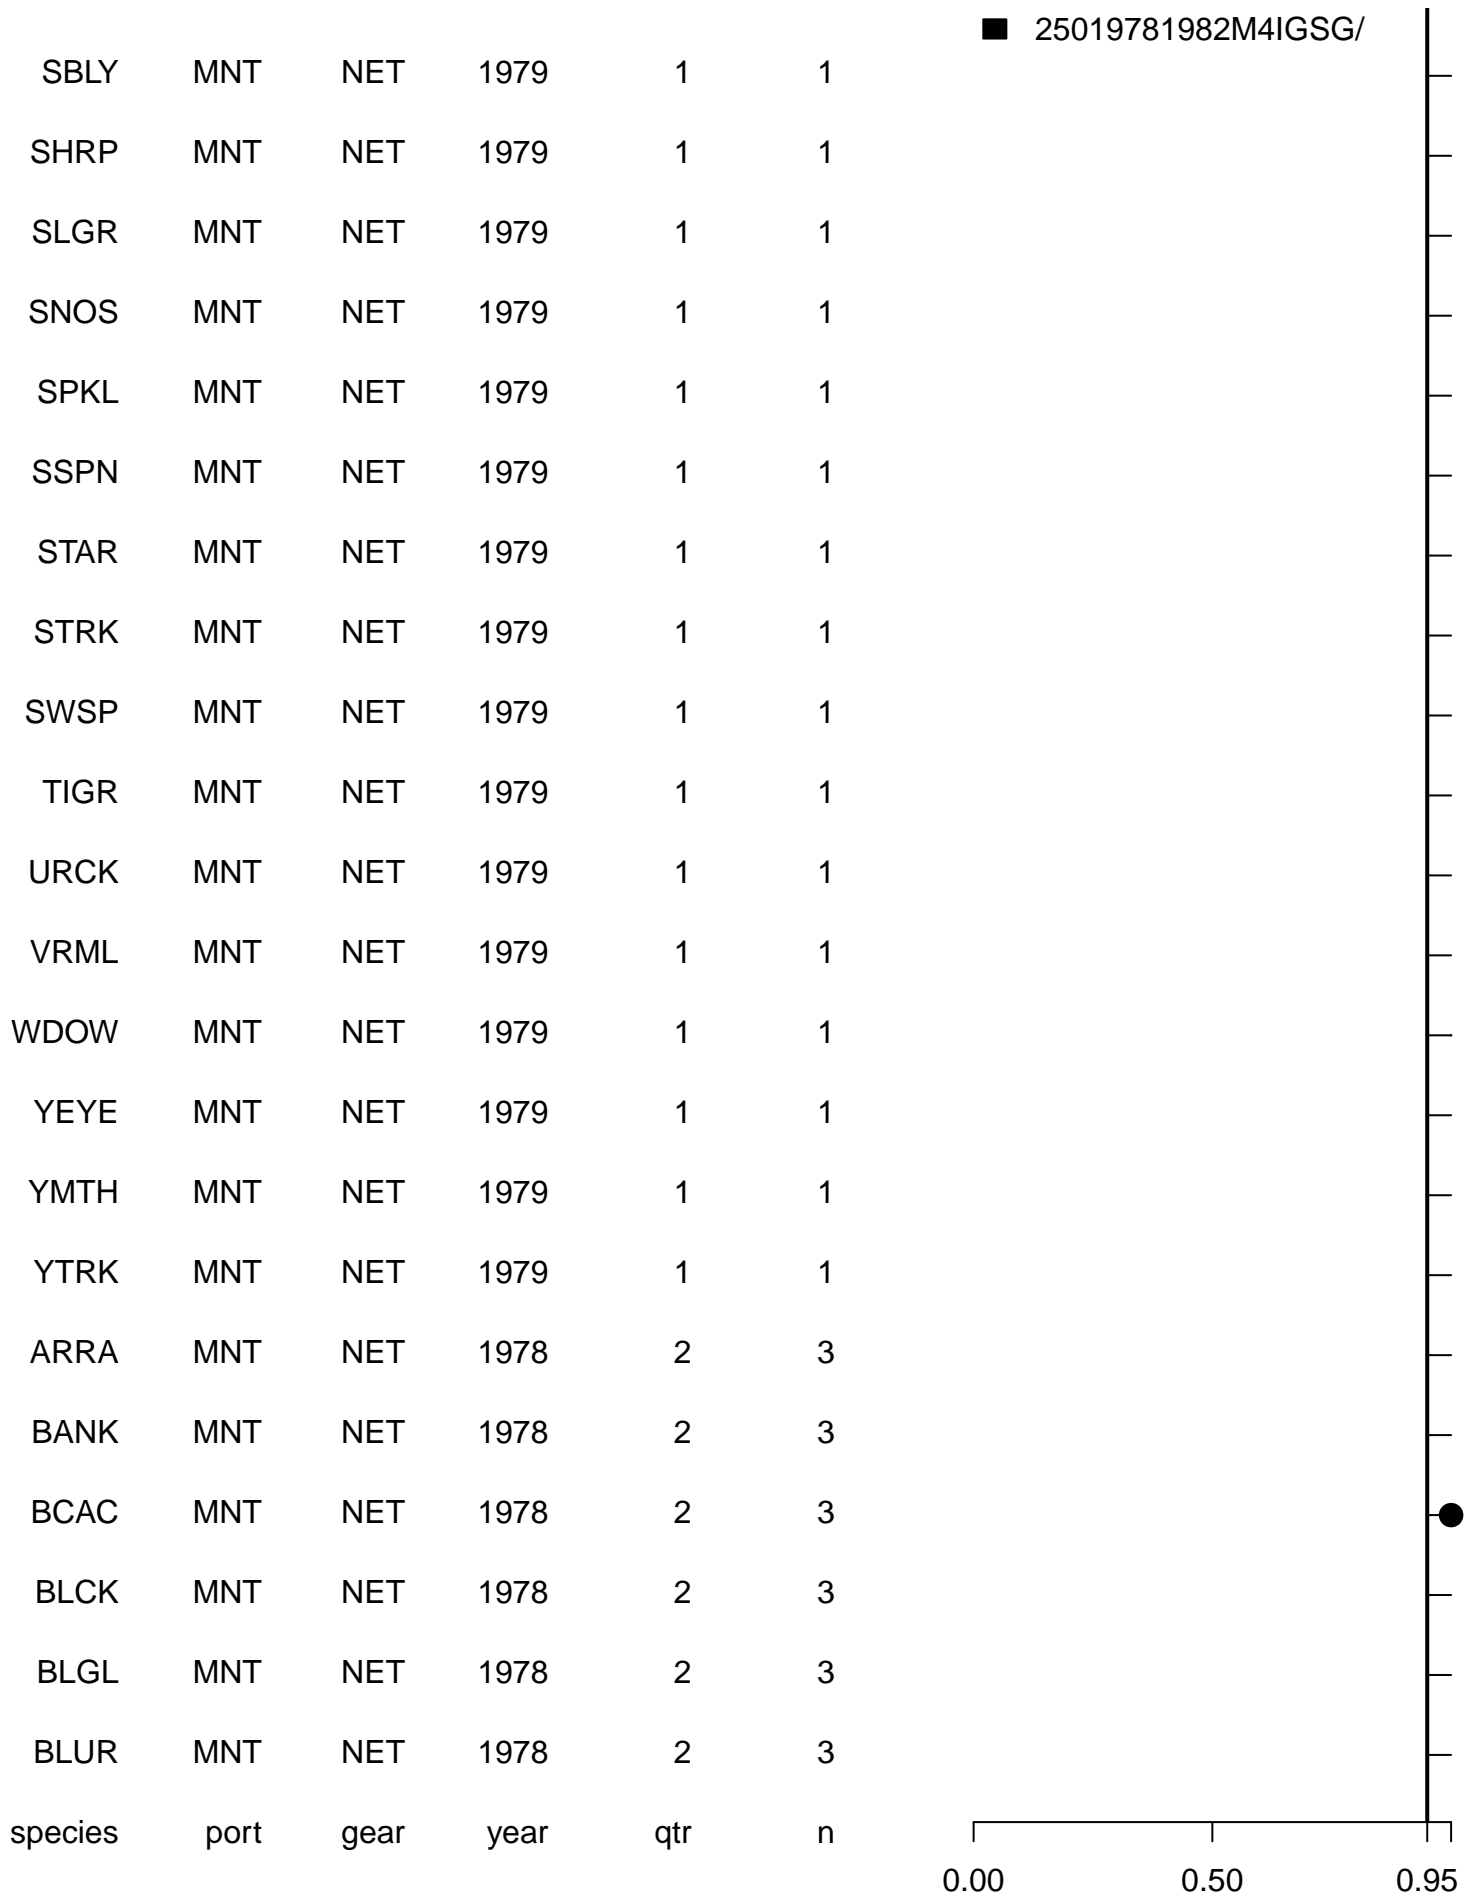 25019781982M4IGSG/
SBLY MNT NET 1979 1 1
SHRP MNT NET 1979 1 1
SLGR MNT NET 1979 1 1
SNOS MNT NET 1979 1 1
SPKL MNT NET 1979 1 1
SSPN MNT NET 1979 1 1
STAR MNT NET 1979 1 1
STRK MNT NET 1979 1 1
SWSP MNT NET 1979 1 1
TIGR MNT NET 1979 1 1
URCK MNT NET 1979 1 1
VRML MNT NET 1979 1 1
WDOW MNT NET 1979 1 1
YEYE MNT NET 1979 1 1
YMTH MNT NET 1979 1 1
YTRK MNT NET 1979 1 1
ARRA MNT NET 1978 2 3
BANK MNT NET 1978 2 3
BCAC MNT NET 1978 2 3
BLCK MNT NET 1978 2 3
BLGL MNT NET 1978 2 3
BLUR MNT NET 1978 2 3
species port gear year qtr n
0.00 0.50 0.95